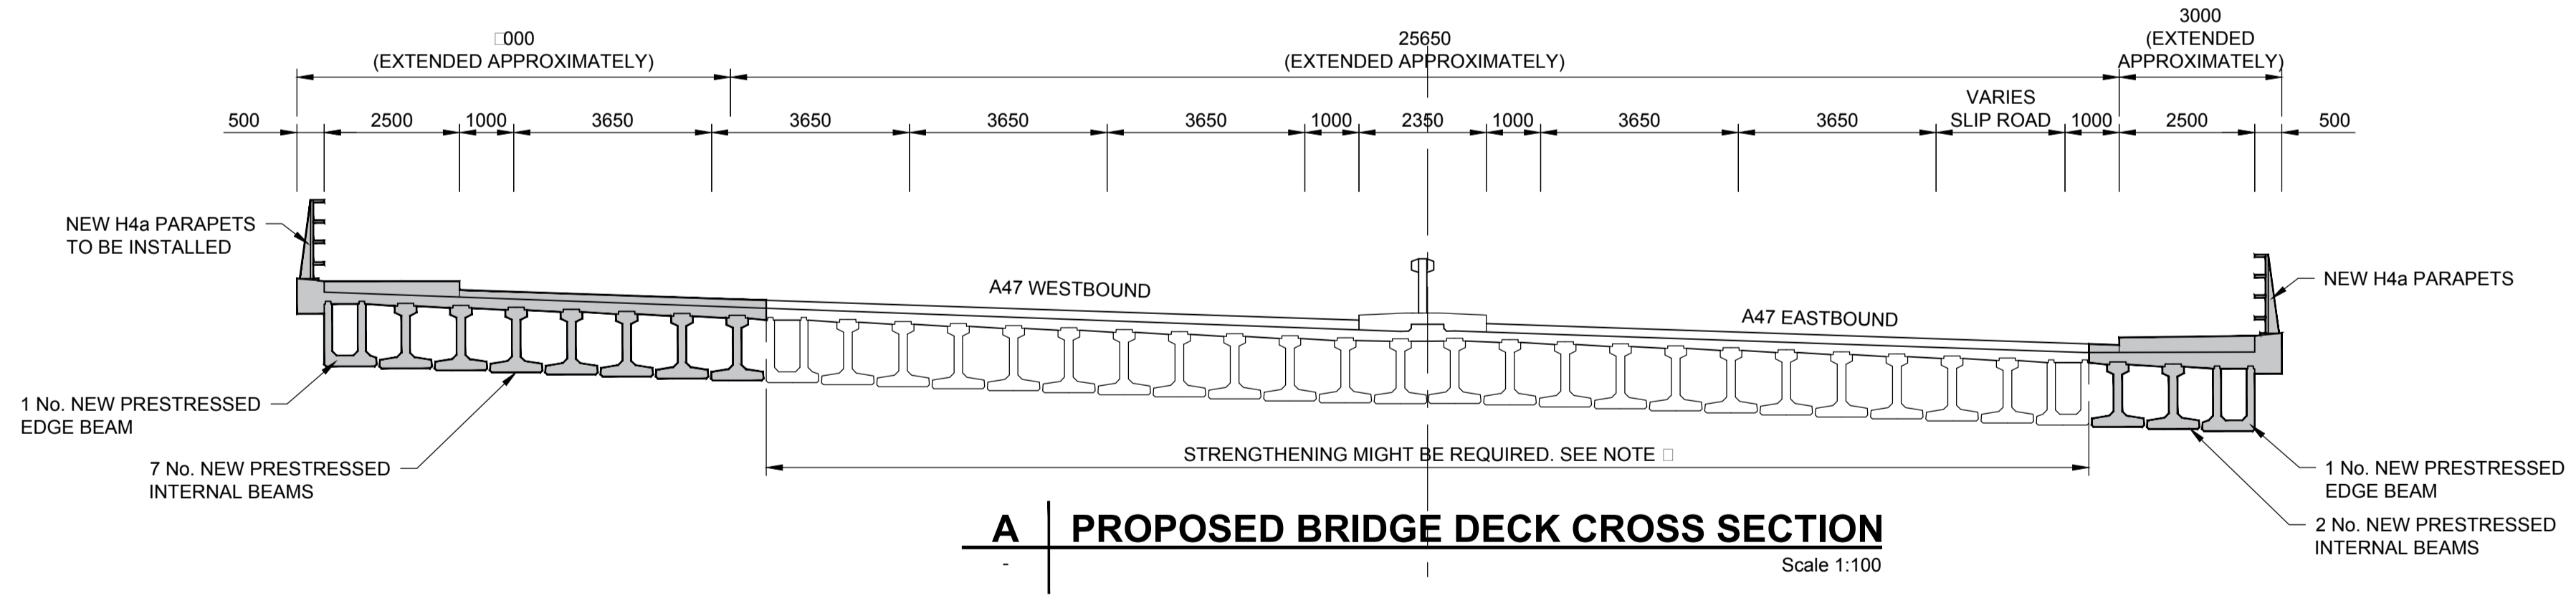 □000
(EXTENDED APPROXIMATELY)
25650
(EXTENDED APPROXIMATELY)
3000
(EXTENDED
APPROXIMATELY)
500
2500
1000
3650
3650
3650
3650
1000
2350
1000
3650
3650
VARIES
SLIP ROAD
1000
2500
500
NEW H4a PARAPETS
TO BE INSTALLED
A47 WESTBOUND
A47 EASTBOUND
NEW H4a PARAPETS
1 No. NEW PRESTRESSED
EDGE BEAM
7 No. NEW PRESTRESSED
INTERNAL BEAMS
STRENGTHENING MIGHT BE REQUIRED. SEE NOTE □
1 No. NEW PRESTRESSED
EDGE BEAM
2 No. NEW PRESTRESSED
INTERNAL BEAMS
A
-
PROPOSED BRIDGE DECK CROSS SECTION
Scale 1:100